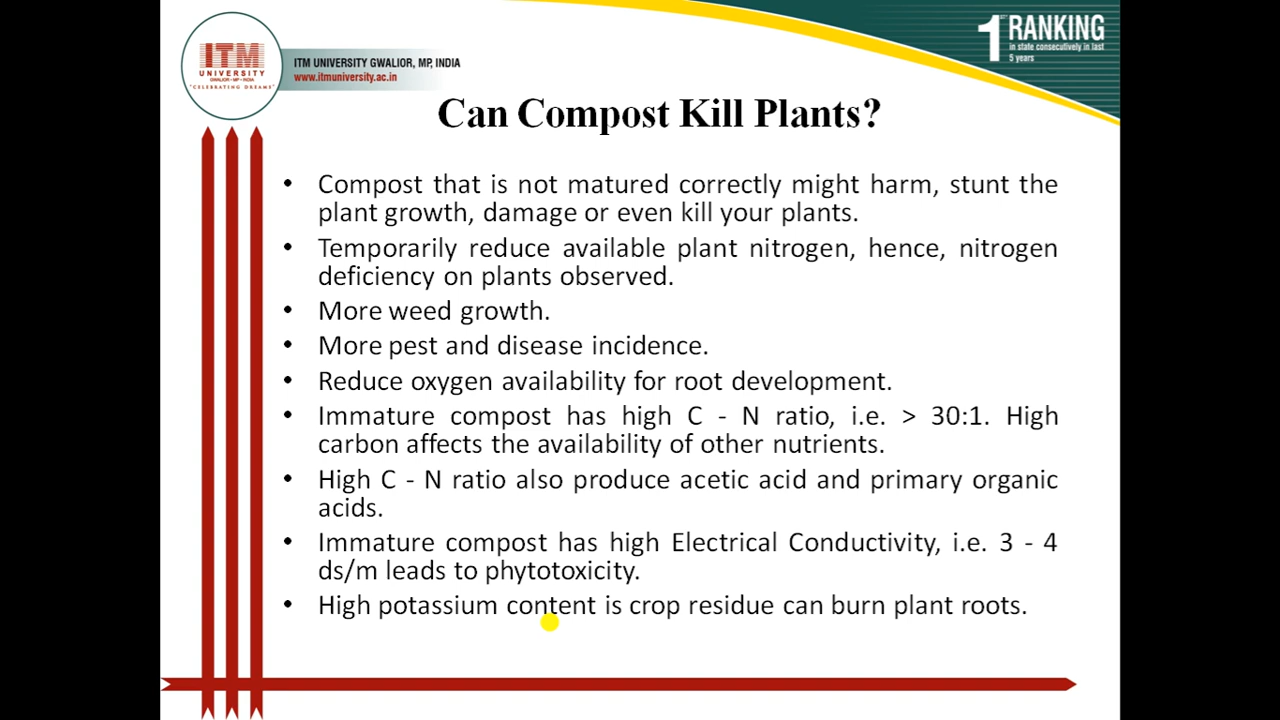 ITM
UNIVERSITY
GWALIOR • MP • INDIA
"CELEBRATING DREAMS"
ITM UNIVERSITY GWALIOR, MP, INDIA
www.itmuniversity.ac.in
1ST RANKING
in state consecutively in last
5 years
Can Compost Kill Plants?
• Compost that is not matured correctly might harm, stunt the
plant growth, damage or even kill your plants.
• Temporarily reduce available plant nitrogen, hence, nitrogen
deficiency on plants observed.
• More weed growth.
• More pest and disease incidence.
• Reduce oxygen availability for root development.
• Immature compost has high C - N ratio, i.e. > 30:1. High
carbon affects the availability of other nutrients.
• High C - N ratio also produce acetic acid and primary organic
acids.
• Immature compost has high Electrical Conductivity, i.e. 3 - 4
ds/m leads to phytotoxicity.
• High potassium content is crop residue can burn plant roots.